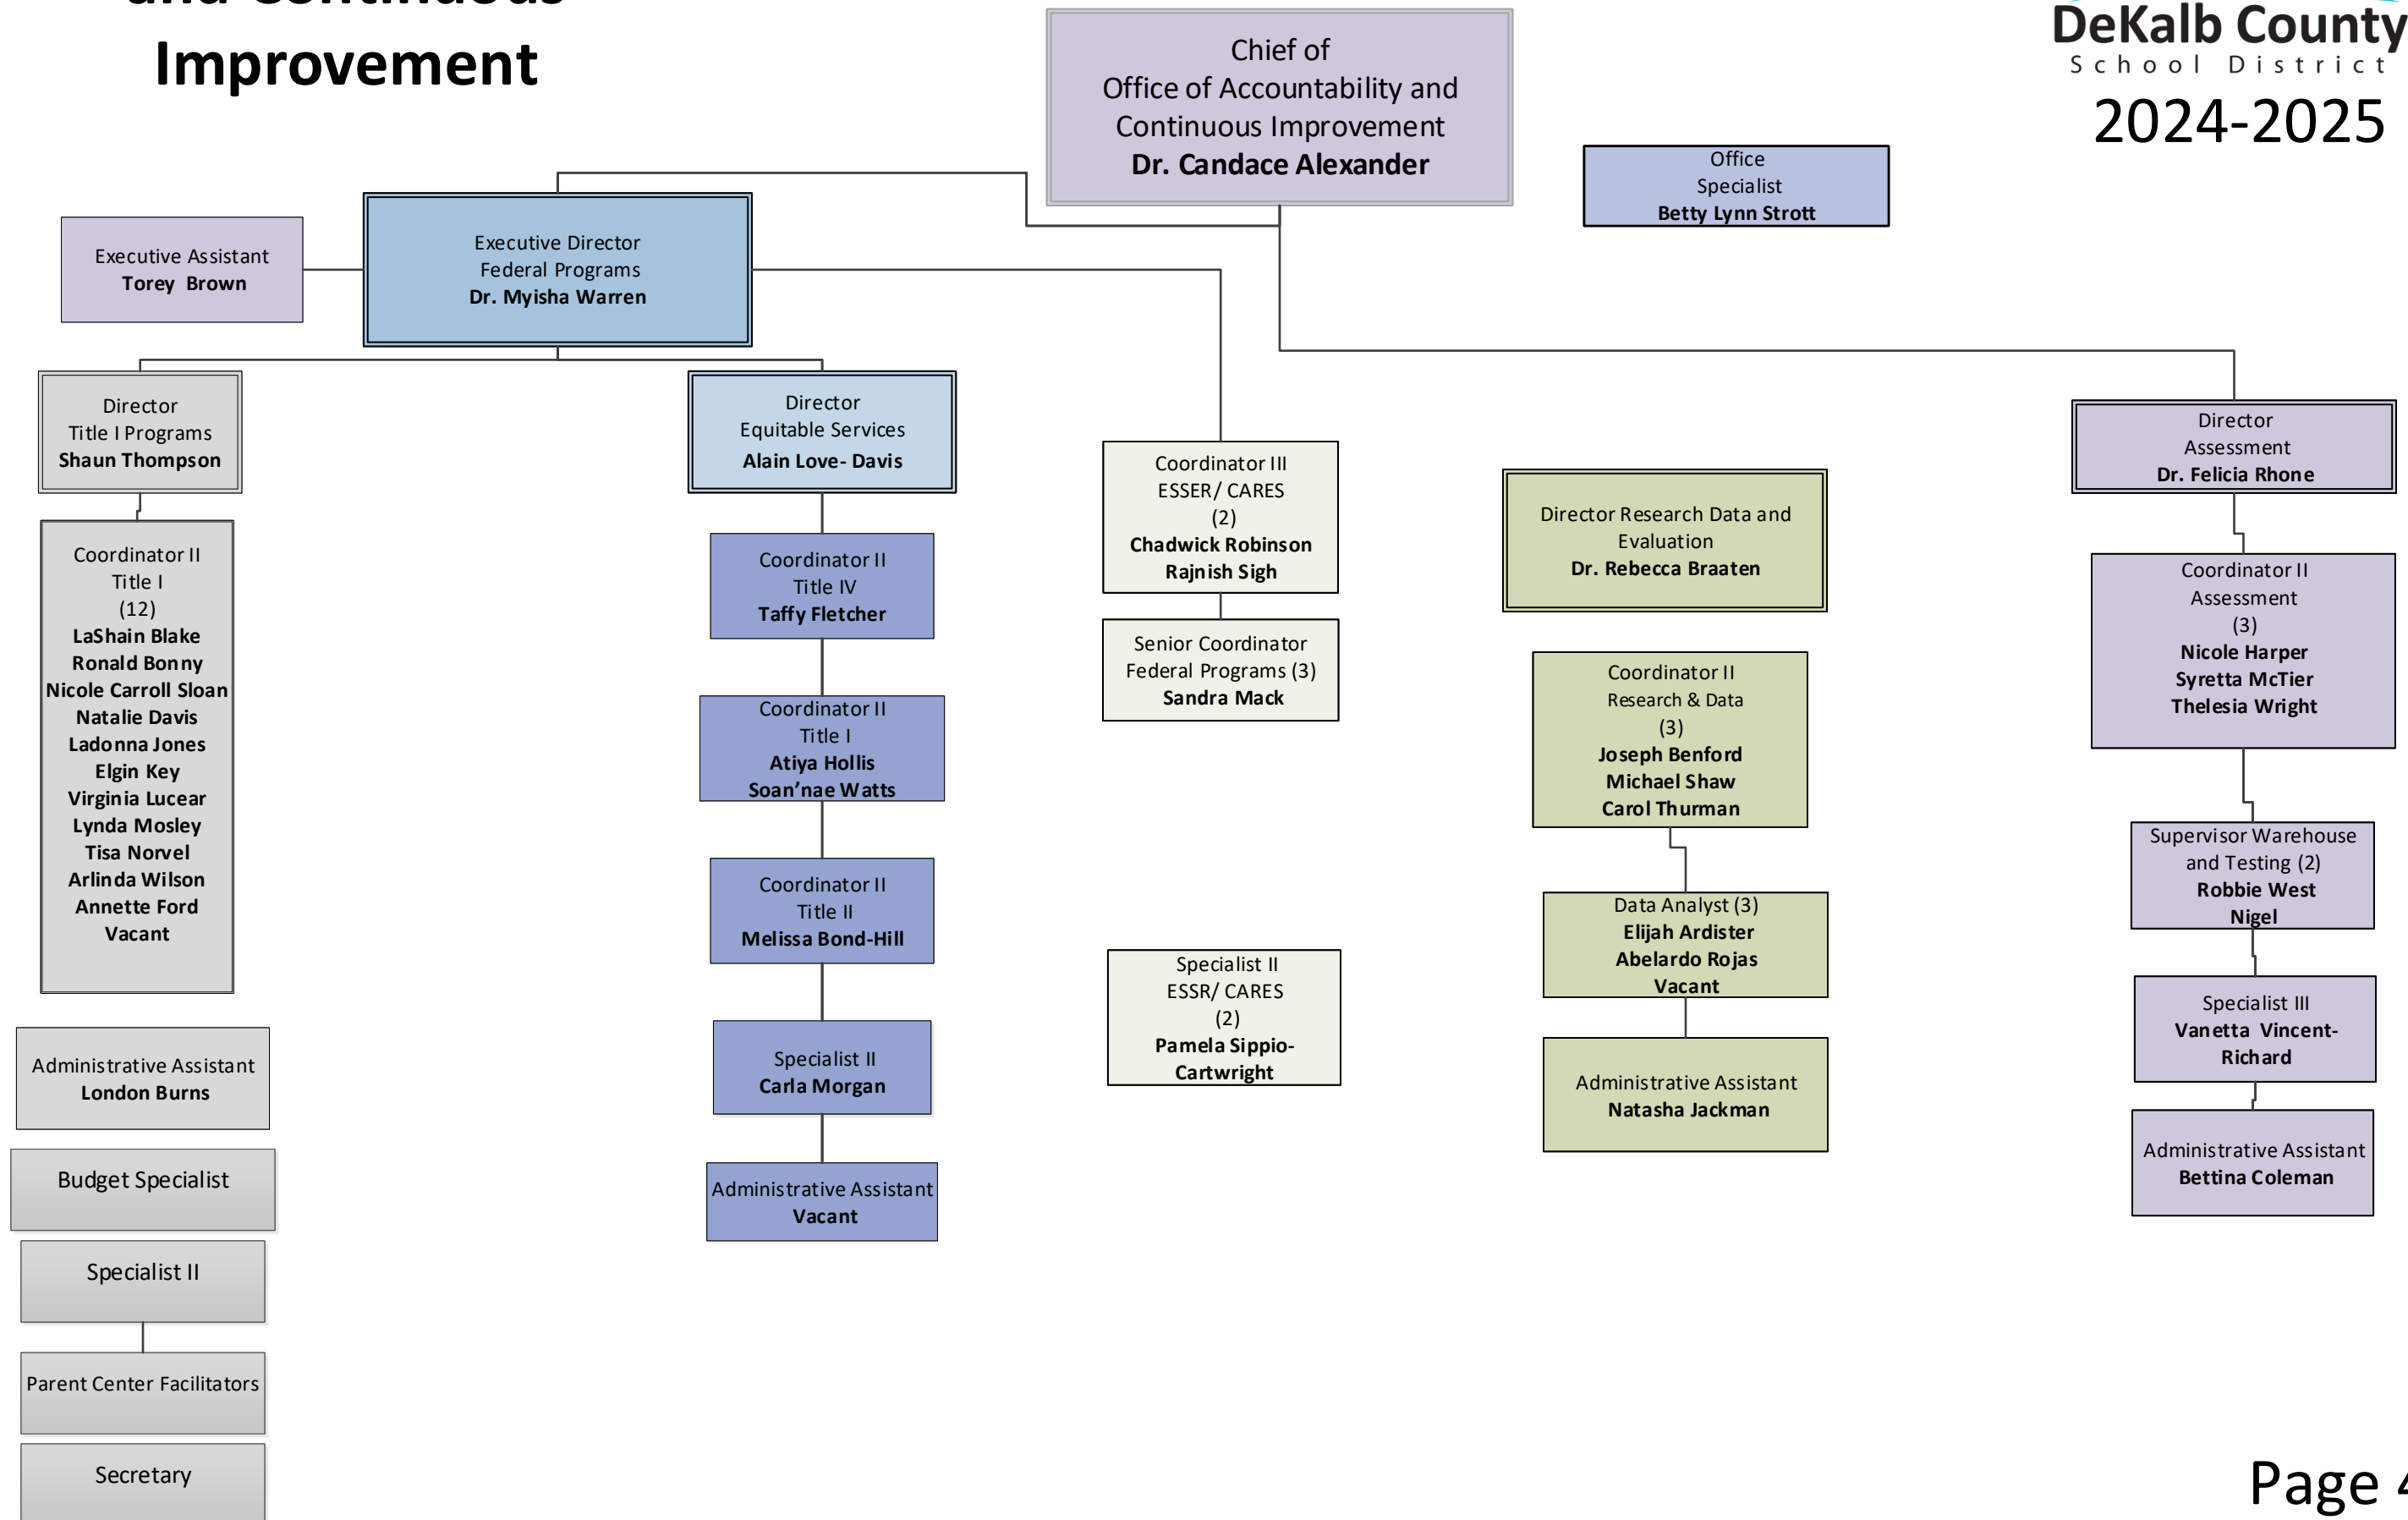 and Continuous
Improvement
DeKalb County
School District
2024-2025
Chief of
Office of Accountability and
Continuous Improvement
Dr. Candace Alexander
Office
Specialist
Betty Lynn Strott
Executive Assistant
Torey Brown
Executive Director
Federal Programs
Dr. Myisha Warren
Director
Title I Programs
Shaun Thompson
Coordinator II
Title I
(12)
LaShain Blake
Ronald Bonny
Nicole Carroll Sloan
Natalie Davis
Ladonna Jones
Elgin Key
Virginia Lucear
Lynda Mosley
Tisa Norvel
Arlinda Wilson
Annette Ford
Vacant
Administrative Assistant
London Burns
Budget Specialist
Specialist II
Parent Center Facilitators
Secretary
Director
Equitable Services
Alain Love- Davis
Coordinator II
Title IV
Taffy Fletcher
Coordinator II
Title I
Atiya Hollis
Soan’nae Watts
Coordinator II
Title II
Melissa Bond-Hill
Specialist II
Carla Morgan
Administrative Assistant
Vacant
Coordinator III
ESSER/ CARES
(2)
Chadwick Robinson
Rajnish Sigh
Senior Coordinator
Federal Programs (3)
Sandra Mack
Specialist II
ESSR/ CARES
(2)
Pamela Sippio-
Cartwright
Director Research Data and
Evaluation
Dr. Rebecca Braaten
Coordinator II
Research & Data
(3)
Joseph Benford
Michael Shaw
Carol Thurman
Data Analyst (3)
Elijah Ardister
Abelardo Rojas
Vacant
Administrative Assistant
Natasha Jackman
Director
Assessment
Dr. Felicia Rhone
Coordinator II
Assessment
(3)
Nicole Harper
Syretta McTier
Thelesia Wright
Supervisor Warehouse
and Testing (2)
Robbie West
Nigel
Specialist III
Vanetta Vincent-
Richard
Administrative Assistant
Bettina Coleman
Page 4